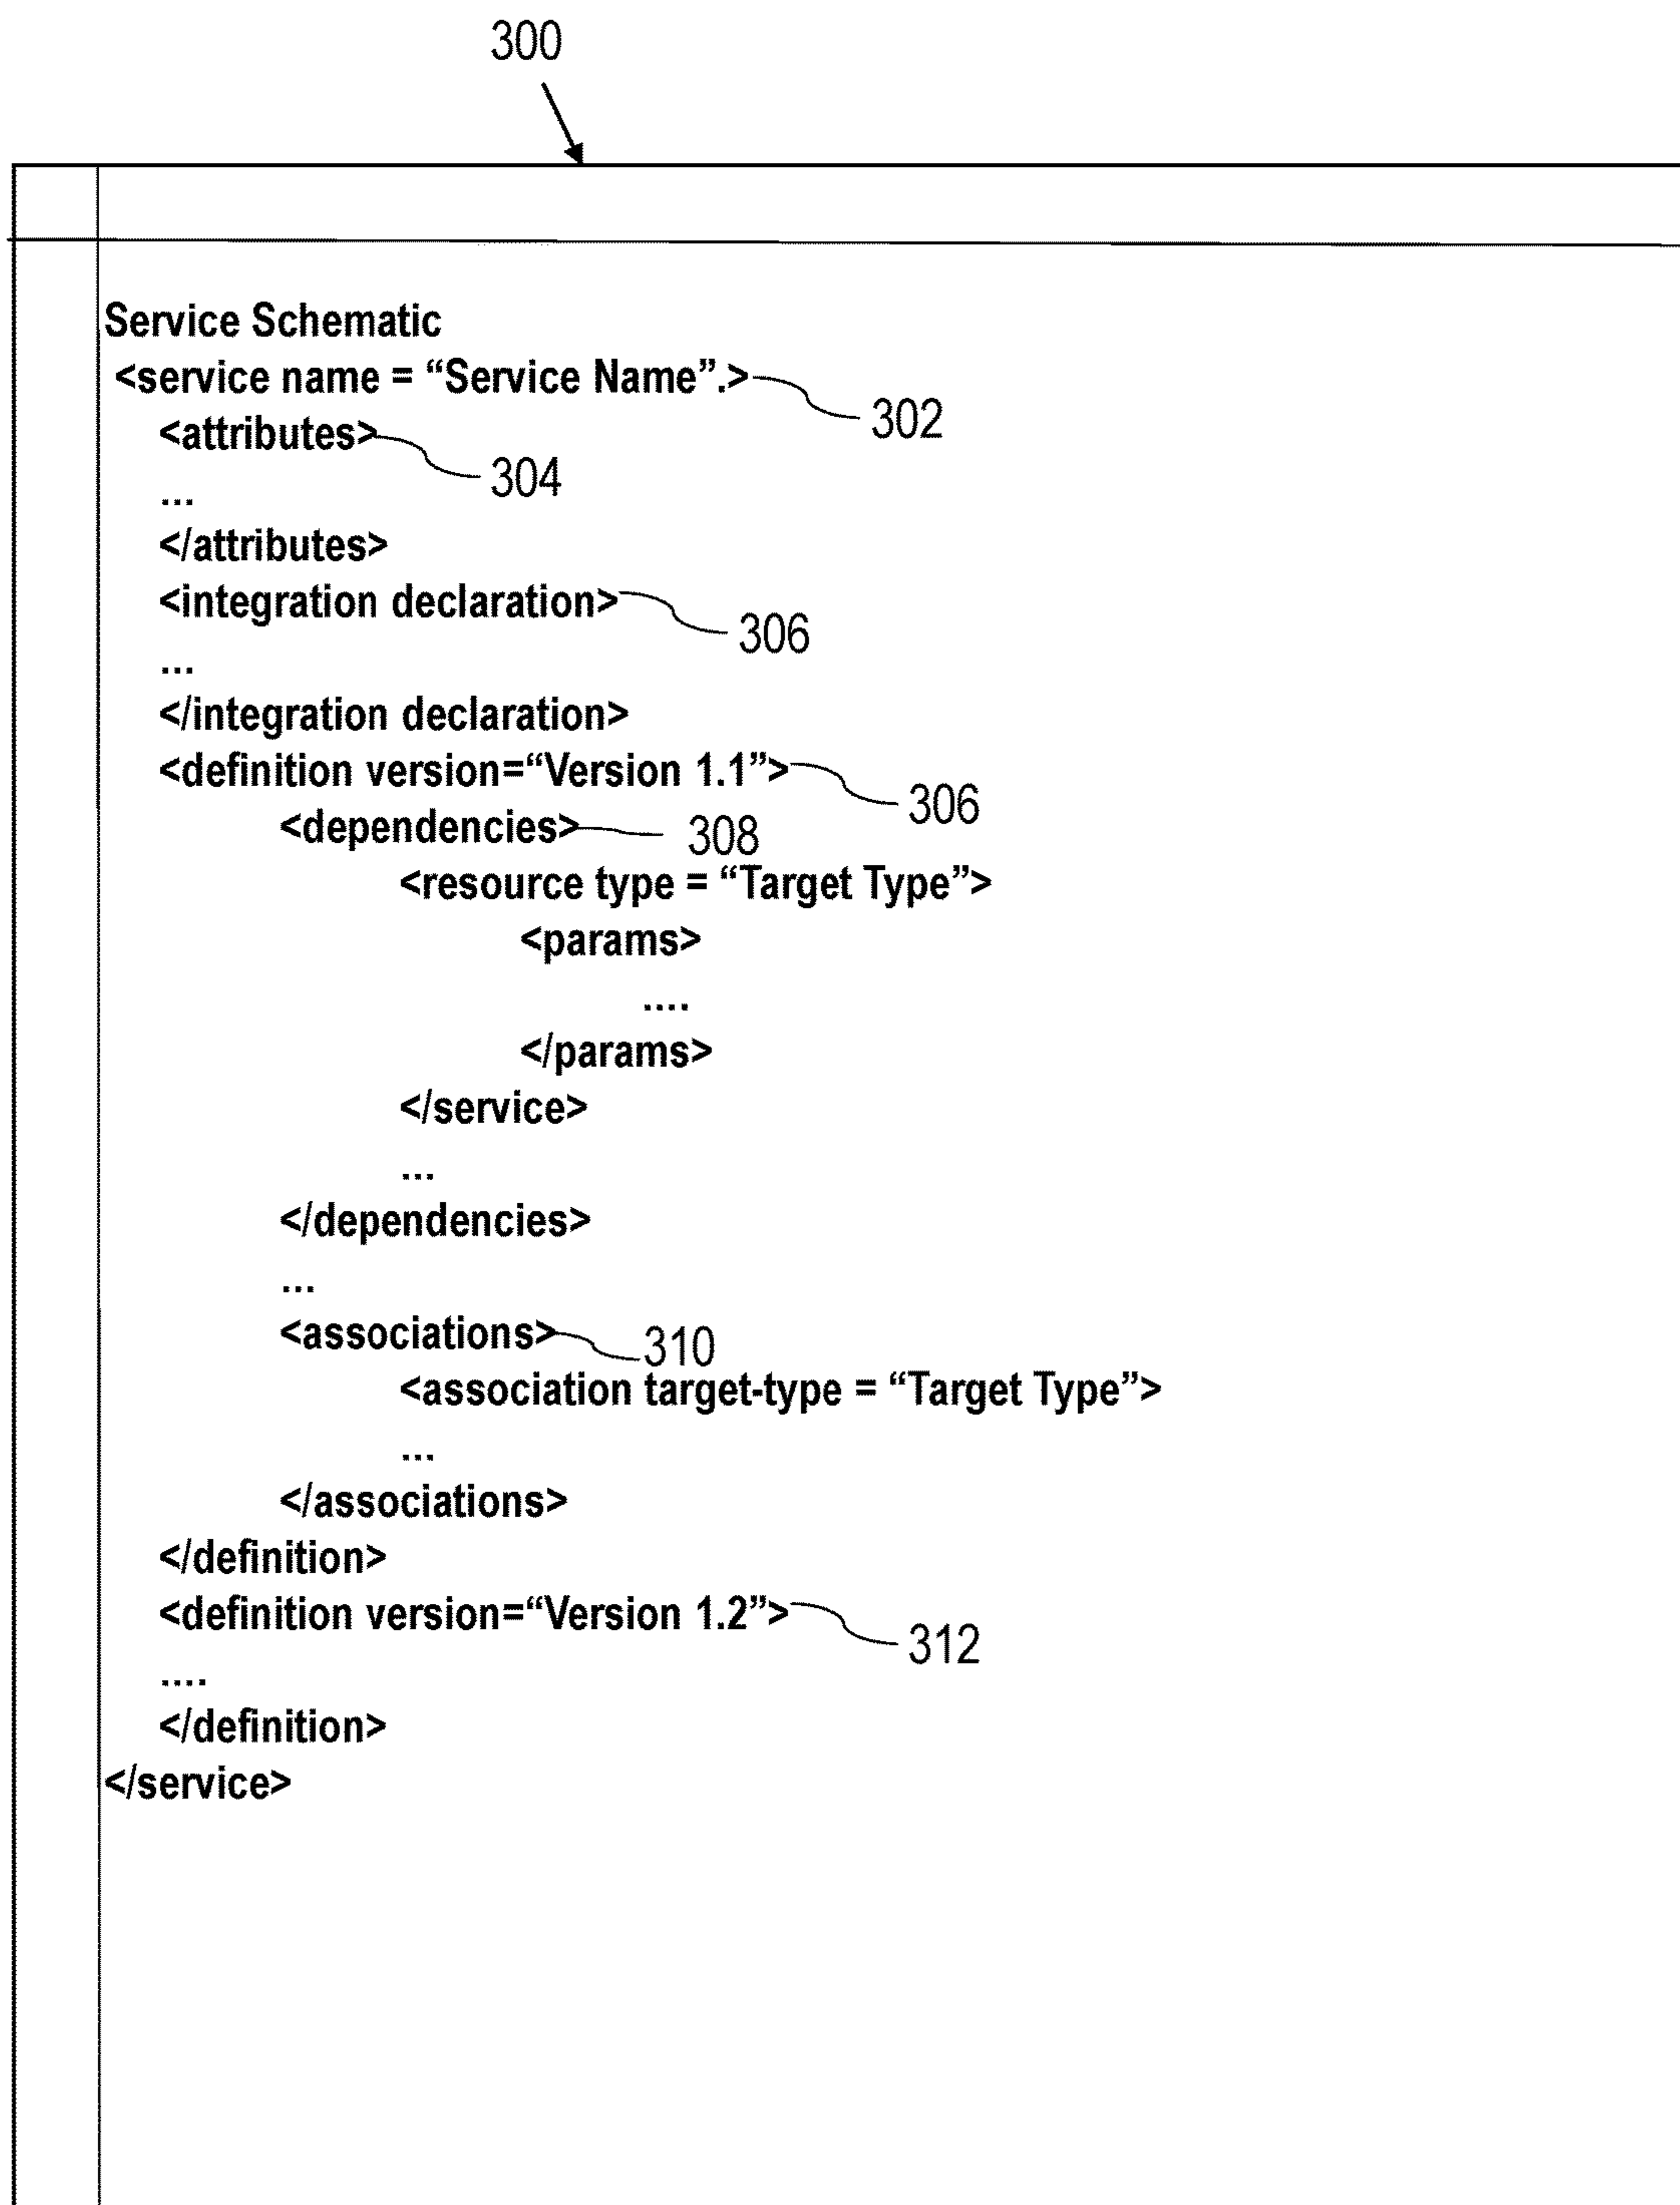 300
Service Schematic
<service name = “Service Name”.>
302
<attributes>
304
...
</attributes>
<integration declaration>
306
...
</integration declaration>
<definition version=“Version 1.1”>
306
<dependencies>
308
<resource type = “Target Type”>
<params>
....
</params>
</service>
...
</dependencies>
...
<associations>
310
<association target-type = “Target Type”>
...
</associations>
</definition>
<definition version=“Version 1.2”>
312
....
</definition>
</service>